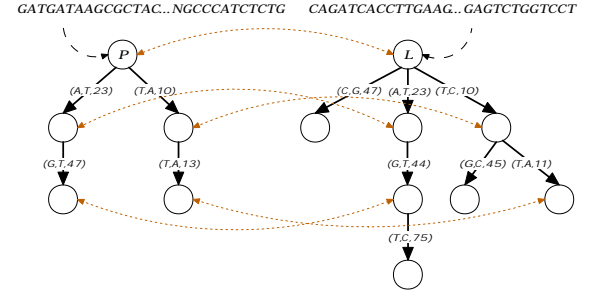 GATGATAAGCGCTAC... NGCCCATCTCTG CAGATCACCTTGAAG... GAGTCTGGTCCT
P L
(A,T,23) (T,A,10) (C,G,47) (A,T,23) (T,C,10)
(G,T,47) (T,A,13) (G,T,44) (G,C,45) (T,A,11)
(T,C,75)